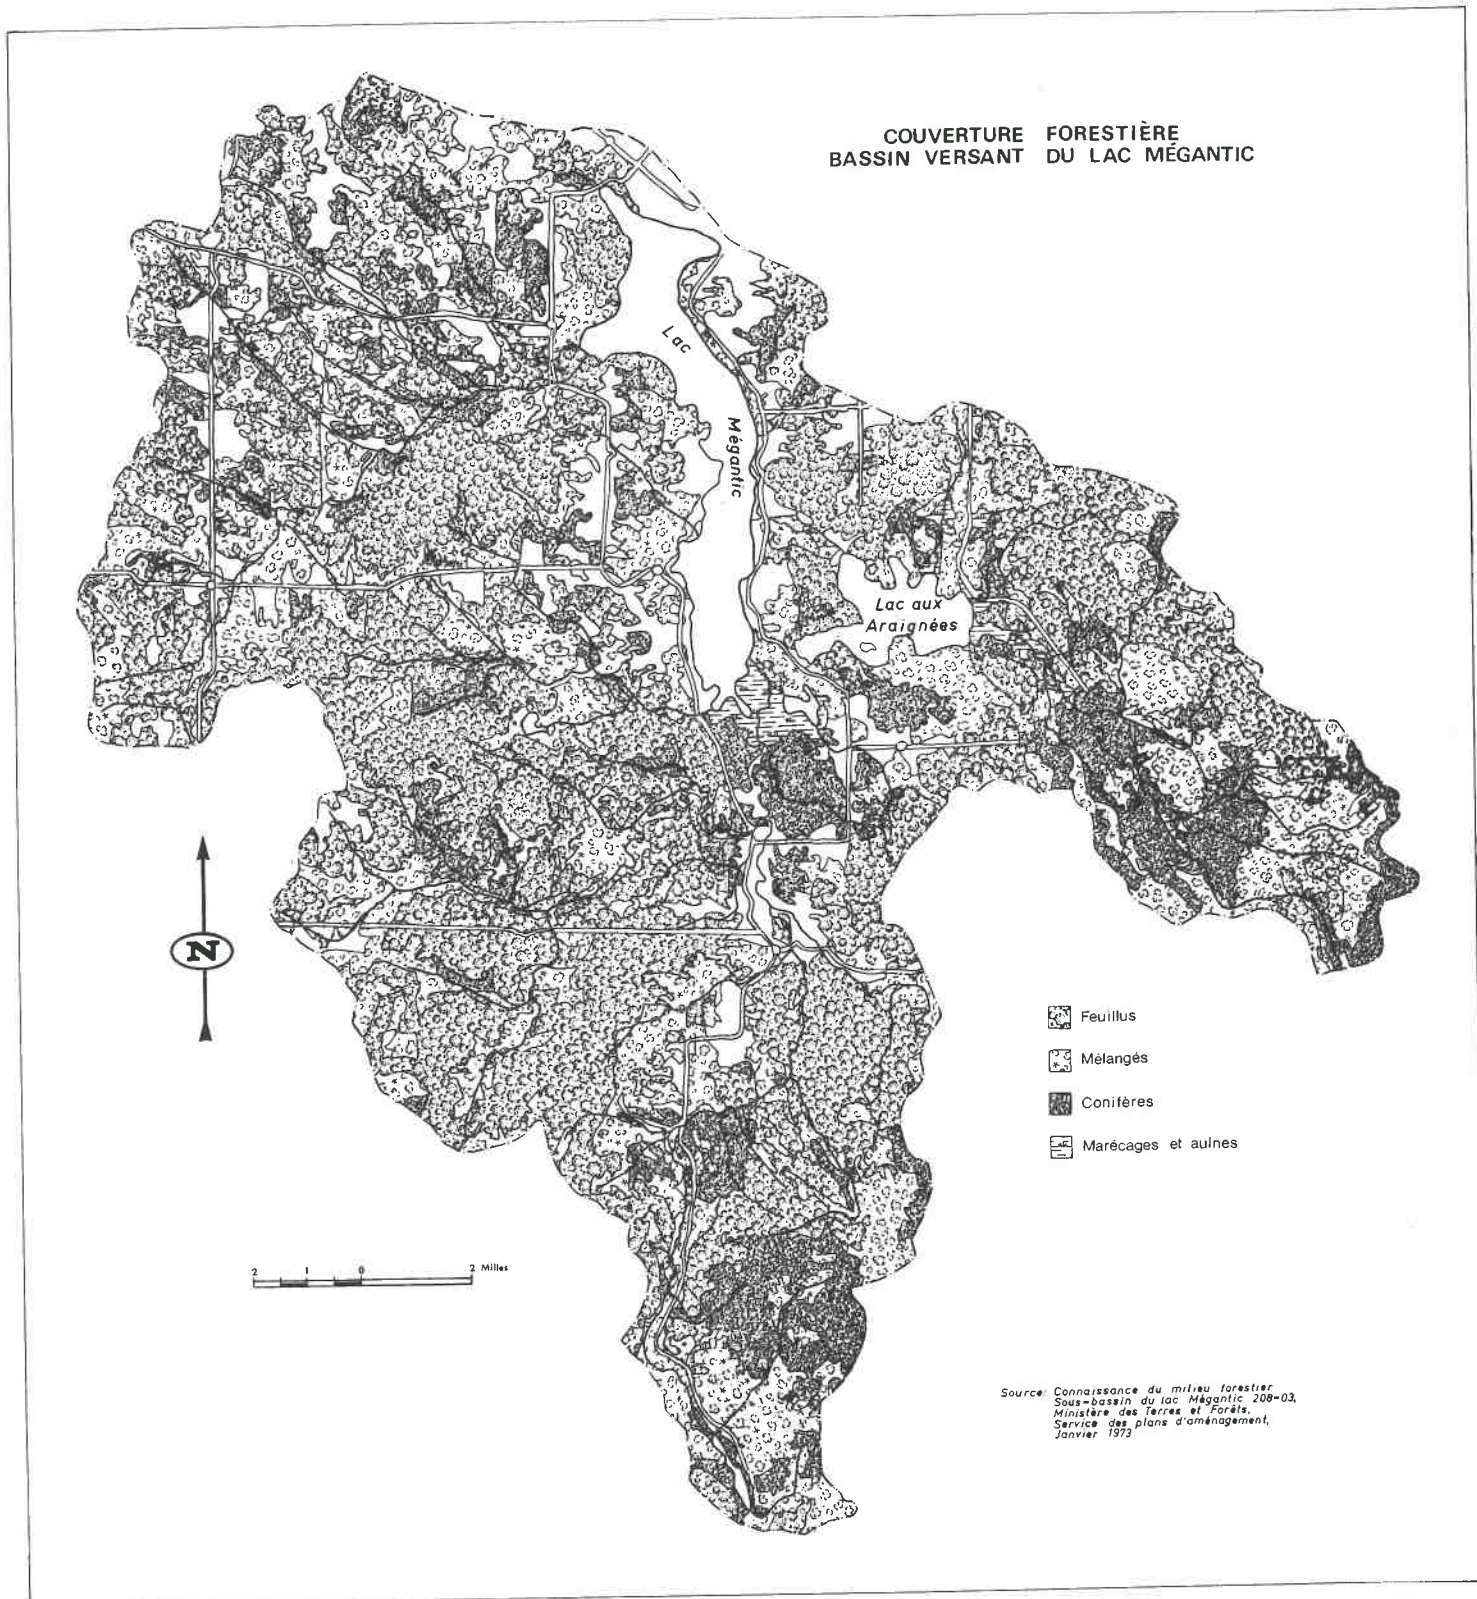 COUVERTURE FORESTIÈRE
BASSIN VERSANT DU LAC MÉGANTIC
Lac
Mégantic
Lac aux
Araignées
N
Feuillus
Mélangés
Conifères
Marécages et aulnes
2 1 0 2 Milles
Source: Connaissance du milieu forestier
Sous-bassin du lac Mégantic 208-03,
Ministère des Terres et Forêts,
Service des plans d'aménagement,
Janvier 1973